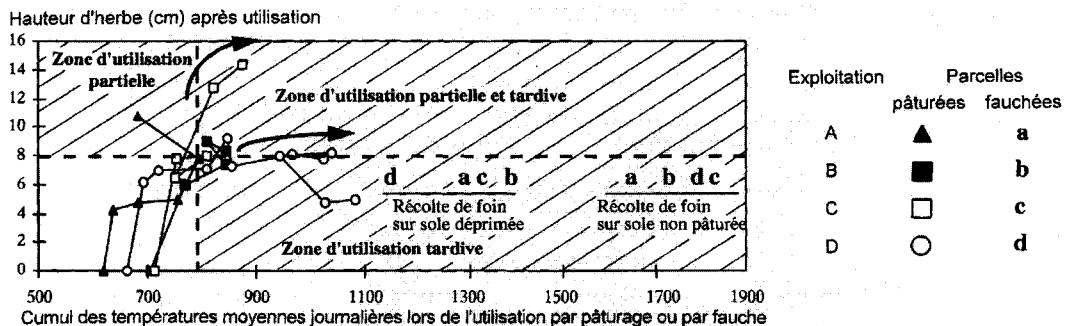 Hauteur d'herbe (cm) après utilisation
16
14
12
10
8
6
4
2
0
Zone d'utilisation
partielle
Zone d'utilisation partielle et tardive
d a c b
Récolte de foin
sur sole déprimée
a b d c
Récolte de foin
sur sole non pâturée
Zone d'utilisation tardive
500 700 900 1100 1300 1500 1700 1900
Cumul des températures moyennes journalières lors de l'utilisation par pâturage ou par fauche
Exploitation Parcelles
pâturées fauchées
A a
B b
C c
D d